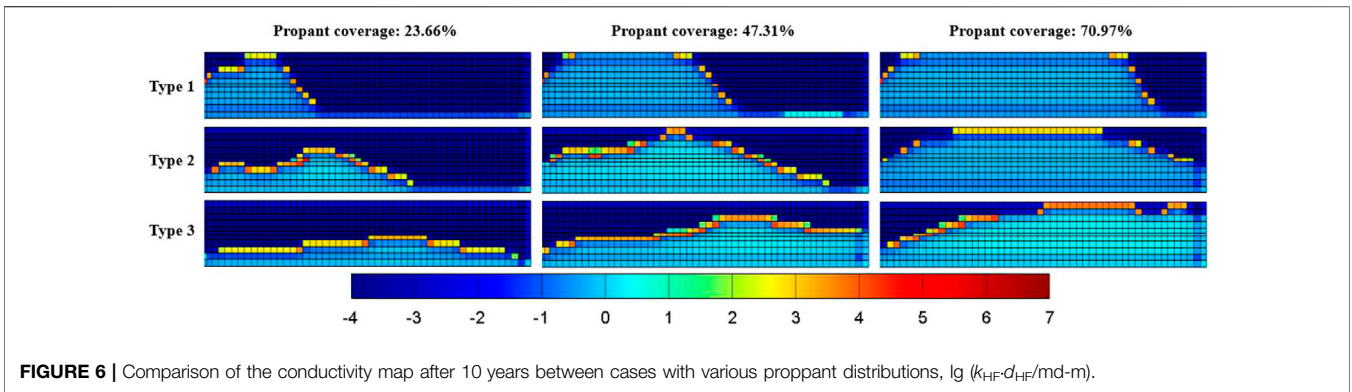 Propant coverage: 23.66% Propant coverage: 47.31% Propant coverage: 70.97%
Type 1
Type 2
Type 3
-4 -3 -2 -1 0 1 2 3 4 5 6 7
FIGURE 6 | Comparison of the conductivity map after 10 years between cases with various proppant distributions, lg (kHF·dHF/md-m).